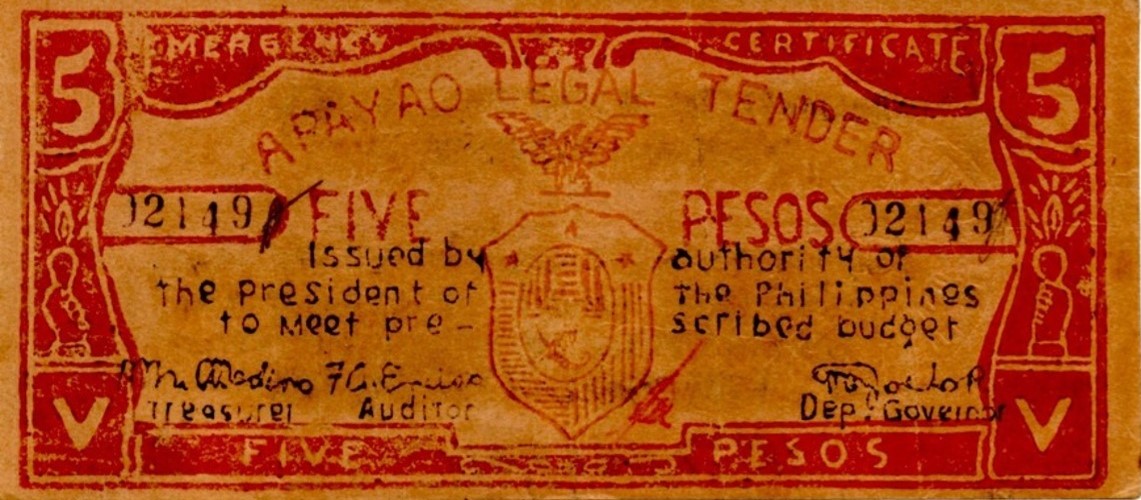 5 EMERGENCY CERTIFICATE 5
APAYAO LEGAL TENDER
02149 FIVE PESOS 02149
Issued by authority of
the president of the Philippines
to Meet pre- scribed budget
Treasurer Auditor Dep. Governor
V FIVE PESOS V